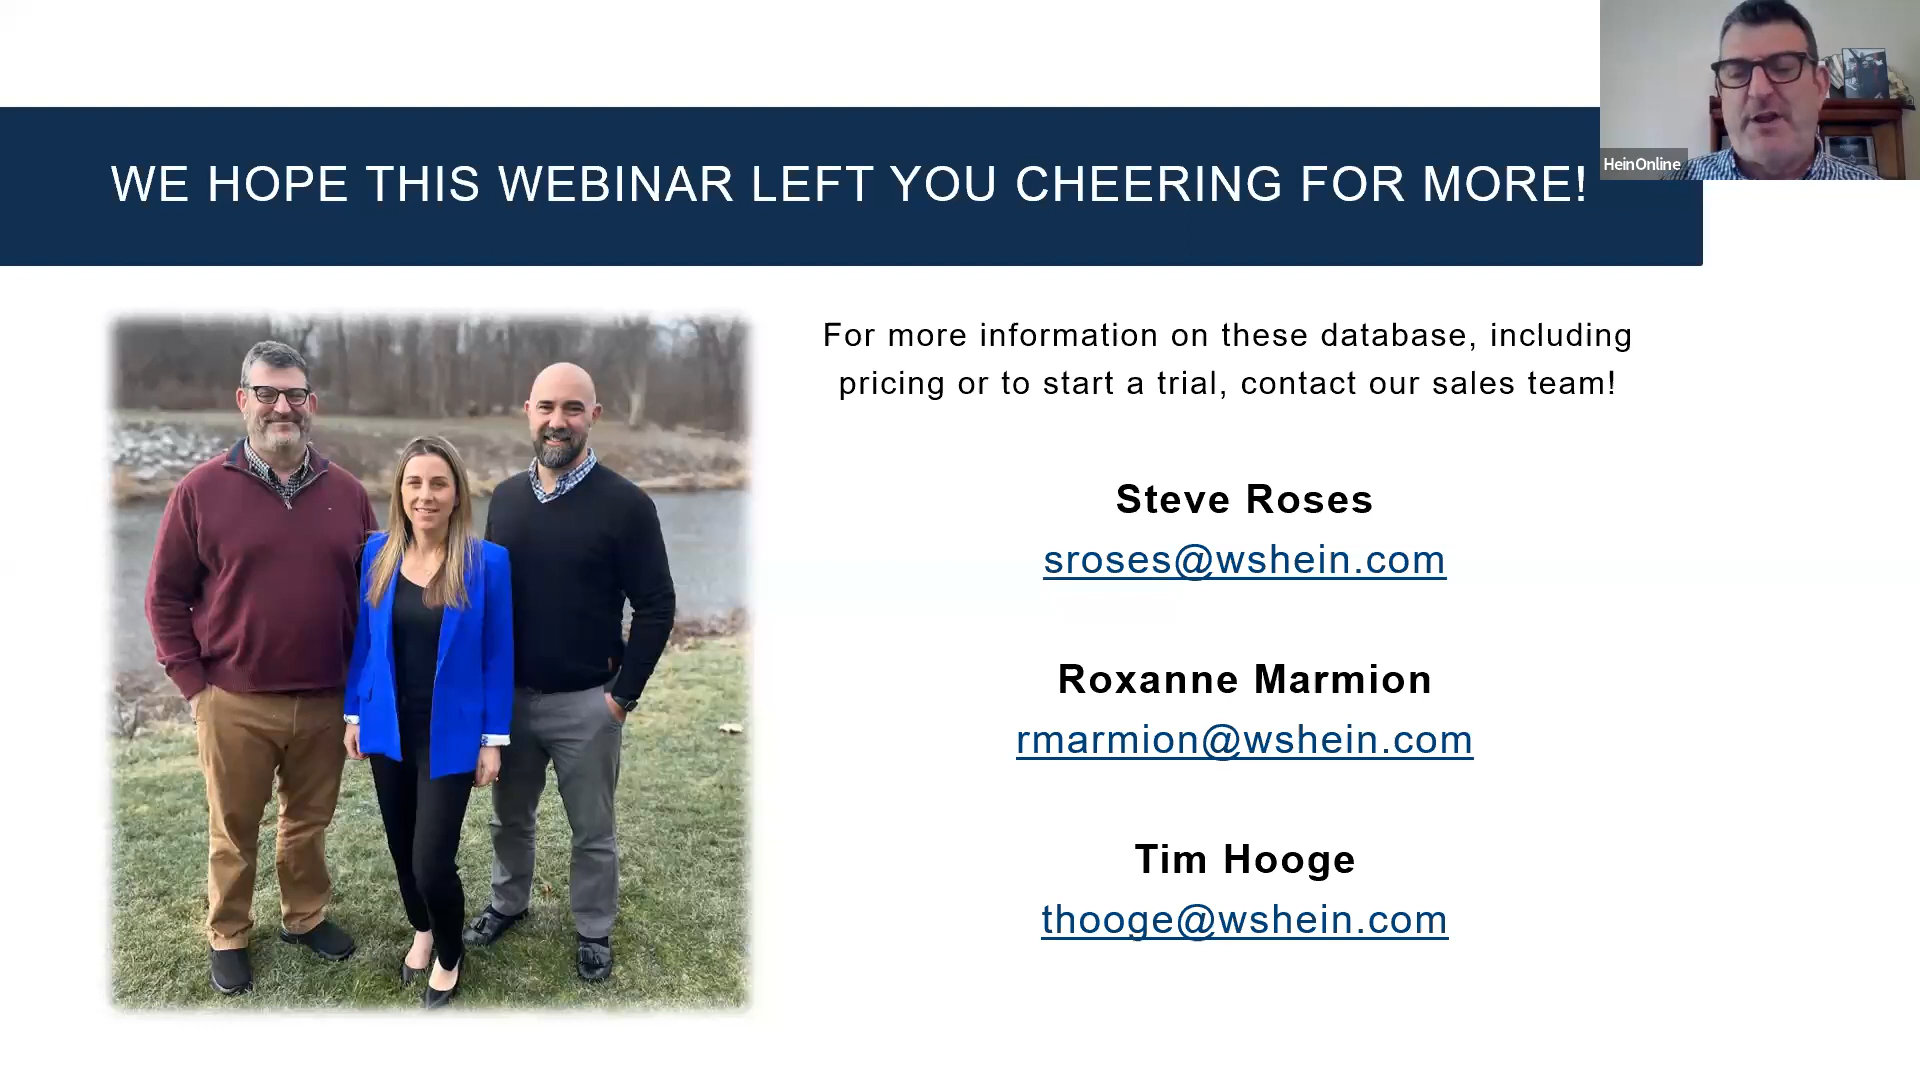 WE HOPE THIS WEBINAR LEFT YOU CHEERING FOR MORE!
HeinOnline
For more information on these database, including
pricing or to start a trial, contact our sales team!
Steve Roses
sroses@wshein.com
Roxanne Marmion
rmarmion@wshein.com
Tim Hooge
thooge@wshein.com